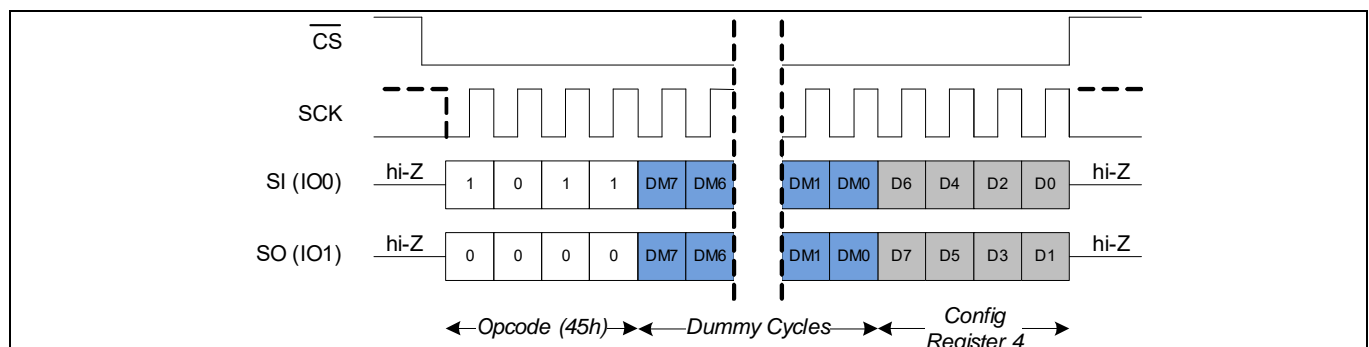 CS
SCK
SI (IO0) hi-Z 1 0 1 1 DM7 DM6 DM1 DM0 D6 D4 D2 D0 hi-Z
SO (IO1) hi-Z 0 0 0 0 DM7 DM6 DM1 DM0 D7 D5 D3 D1 hi-Z
Opcode (45h) Dummy Cycles Config
Register 4